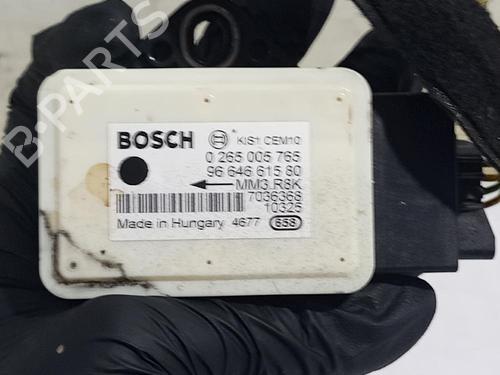 B-PARTS
BOSCH KIS1 CEM10
0 265 005 765
96 646 615 80
MM3.R8K
7036368
10325
Made in Hungary 4677 658